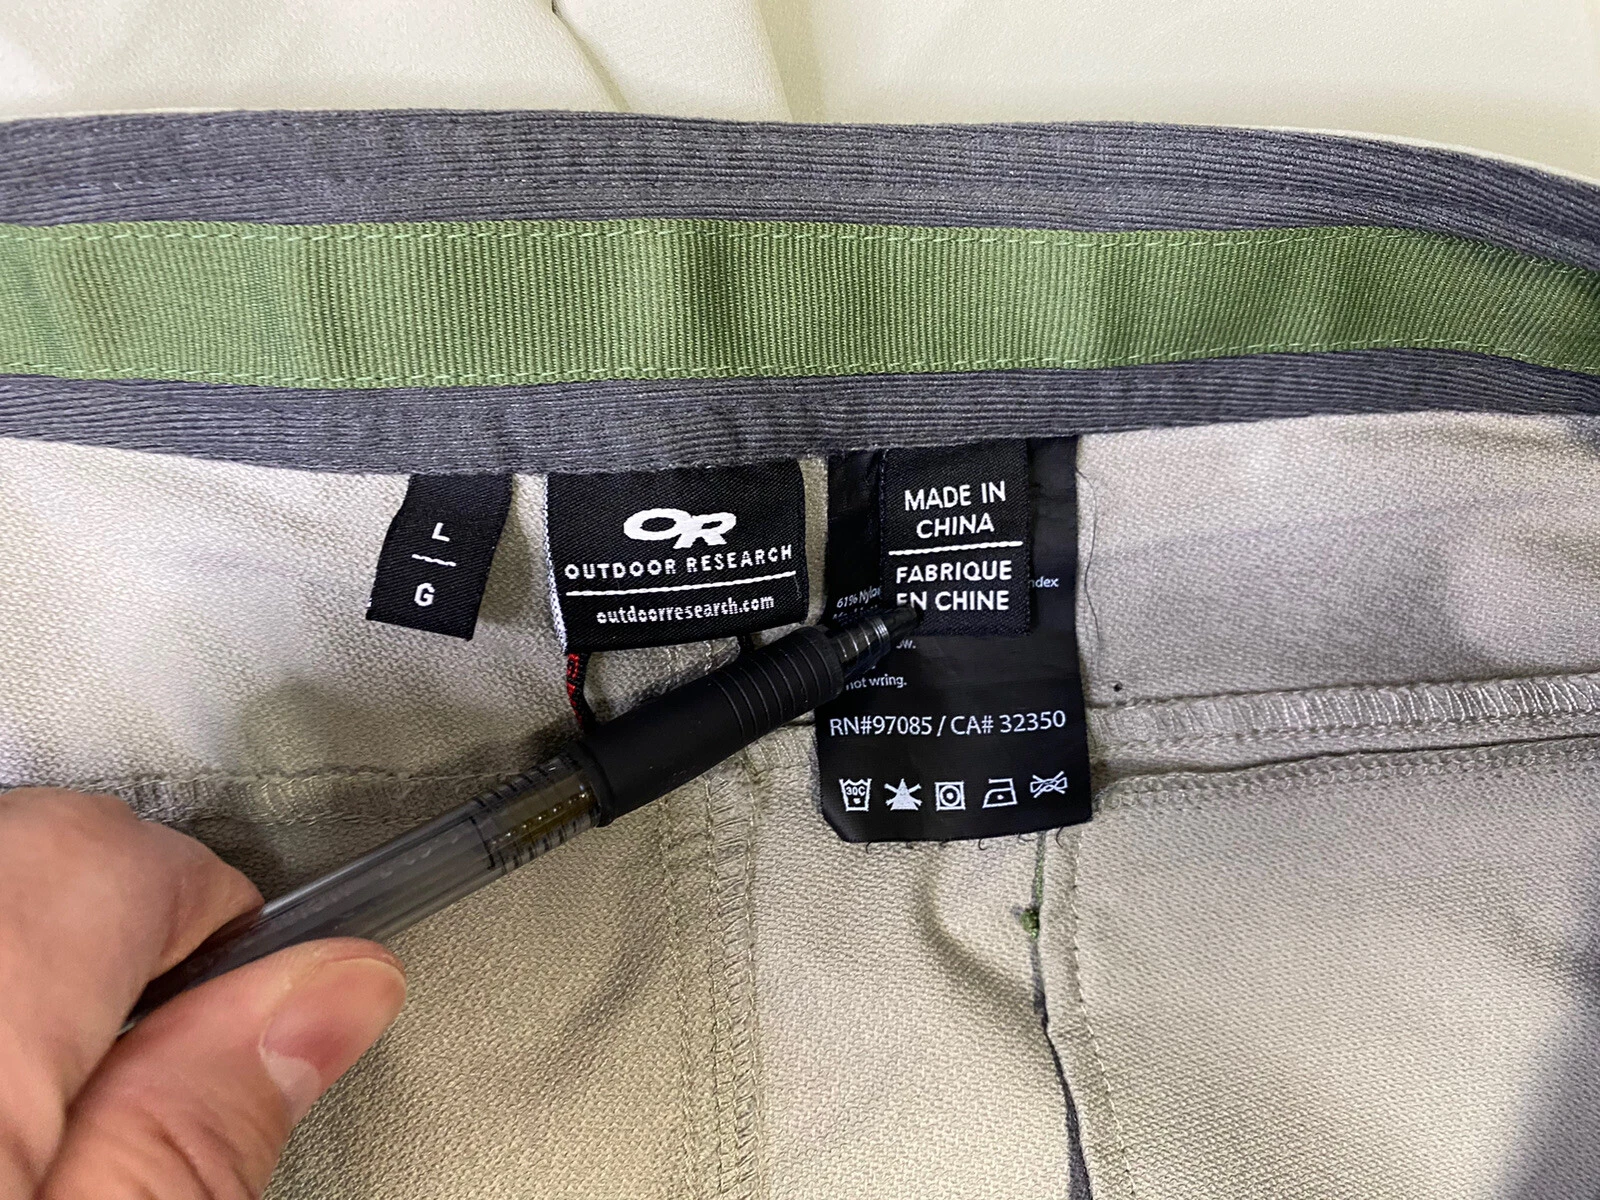 L
G
OR
OUTDOOR RESEARCH
outdoorresearch.com
MADE IN
CHINA
FABRIQUE
EN CHINE
61%
not wring.
RN#97085 / CA# 32350
30C